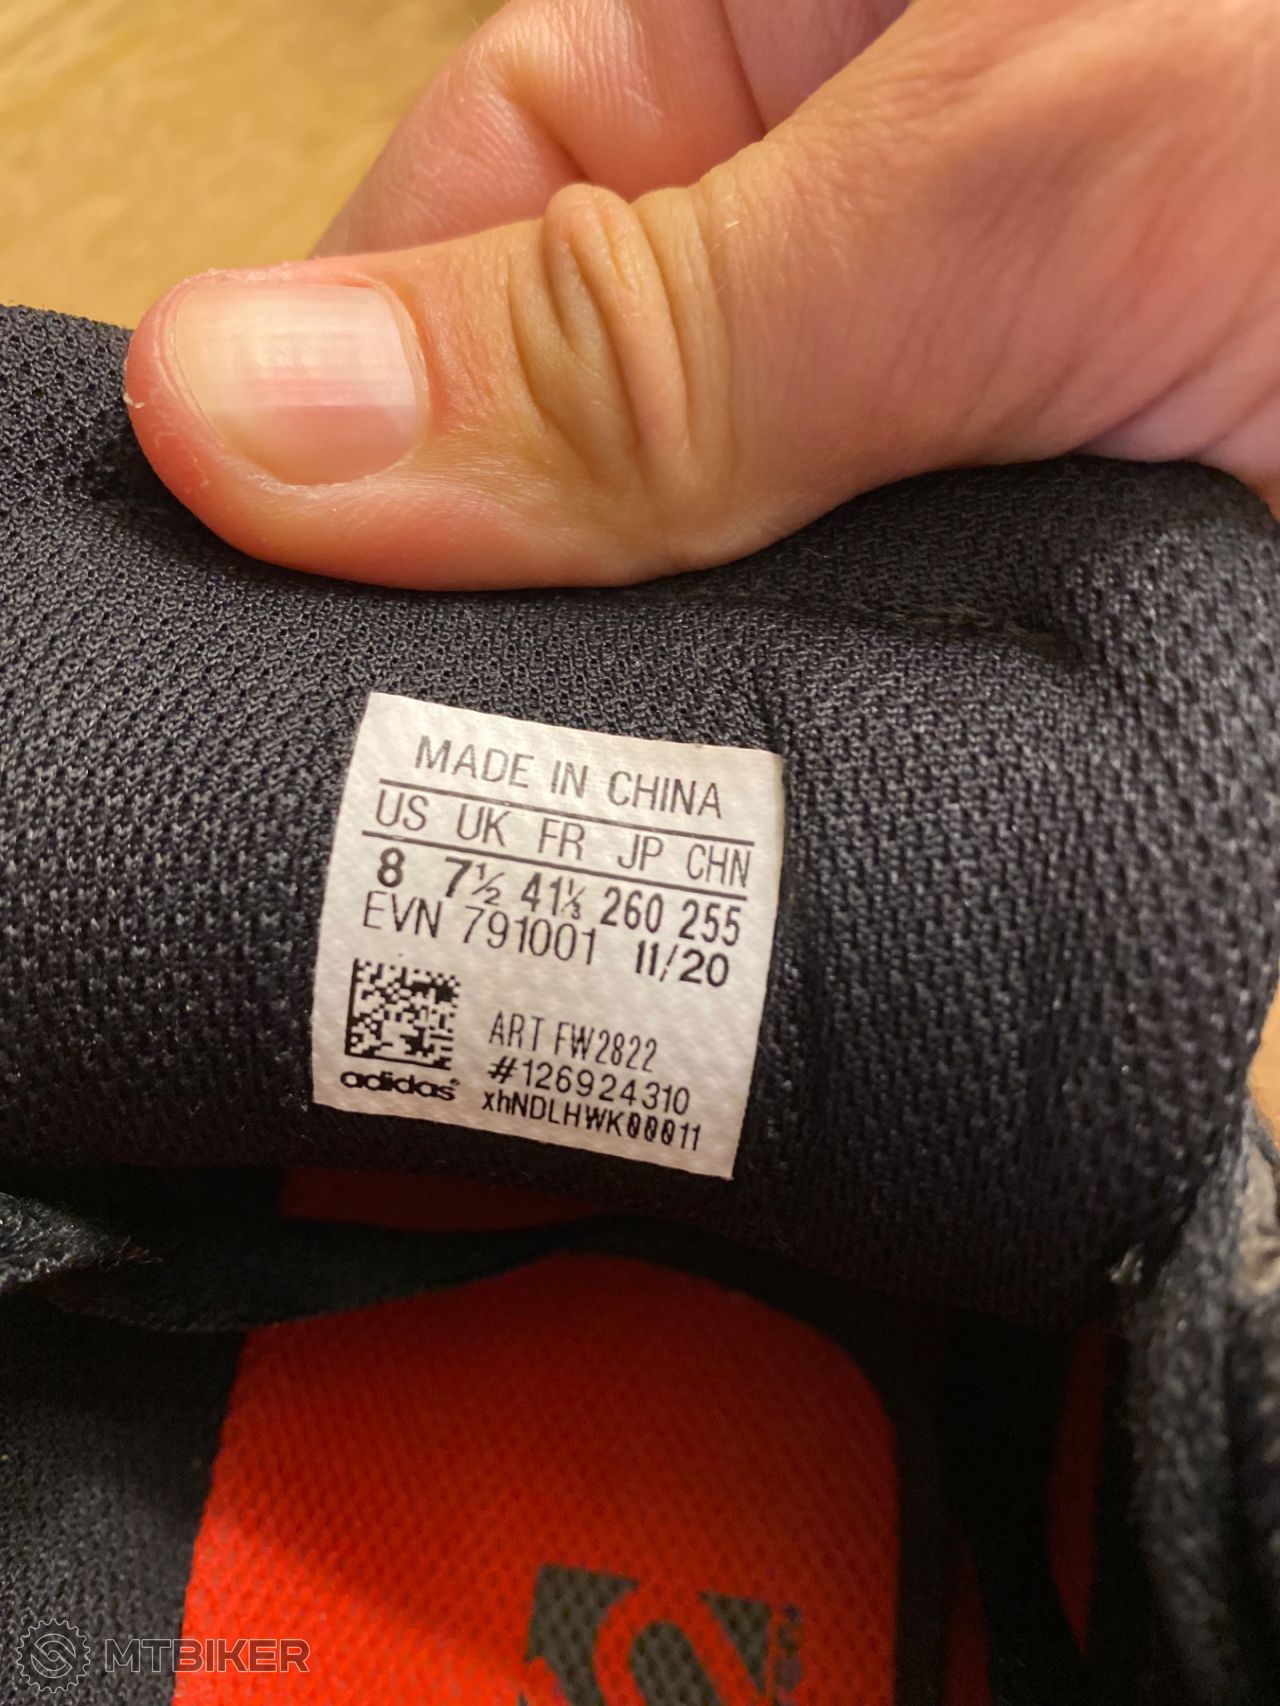 MADE IN CHINA
US UK FR JP CHN
8 7½ 41⅓ 260 255
EVN 791001 11/20
ART FW2822
#126924310
adidas
xhNDLHWK00011
MTBIKER